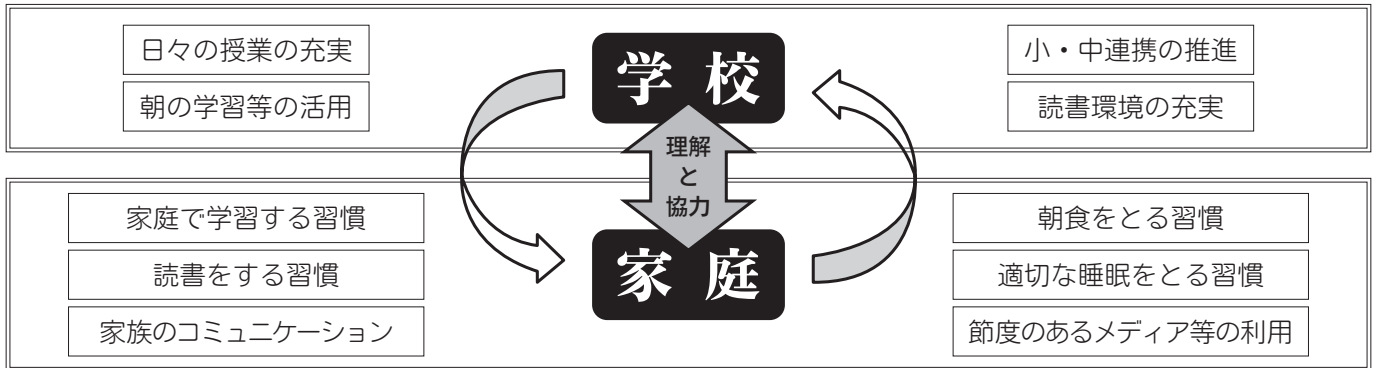 日々の授業の充実
朝の学習等の活用
学校
小・中連携の推進
読書環境の充実
理解
と
協力
家庭で学習する習慣
読書をする習慣
家族のコミュニケーション
家庭
朝食をとる習慣
適切な睡眠をとる習慣
節度のあるメディア等の利用